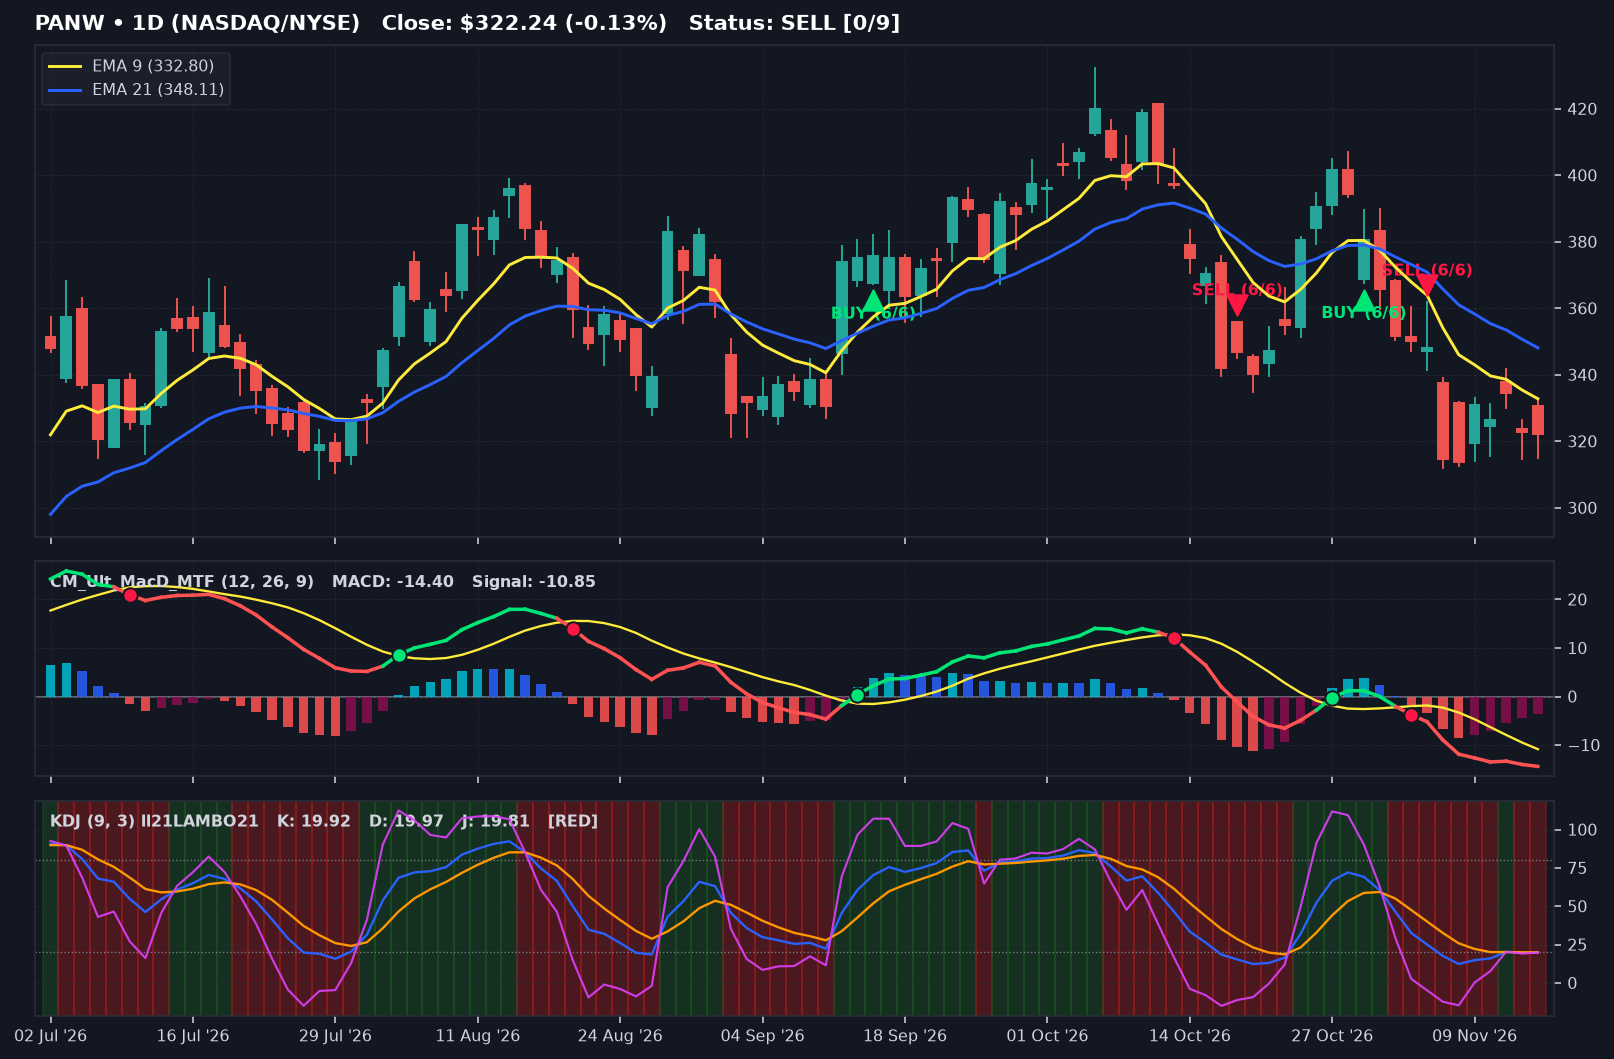 PANW • 1D (NASDAQ/NYSE)   Close: $322.24 (-0.13%)   Status: SELL [0/9]
EMA 9 (332.80)
EMA 21 (348.11)
420
400
380
360
340
320
300
SELL (6/6)
SELL (6/6)
BUY (6/6)
BUY (6/6)
CM_Ult_MacD_MTF (12, 26, 9)   MACD: -14.40   Signal: -10.85
20
10
0
−10
KDJ (9, 3) II21LAMBO21   K: 19.92   D: 19.97   J: 19.81   [RED]
100
75
50
25
0
02 Jul '26
16 Jul '26
29 Jul '26
11 Aug '26
24 Aug '26
04 Sep '26
18 Sep '26
01 Oct '26
14 Oct '26
27 Oct '26
09 Nov '26